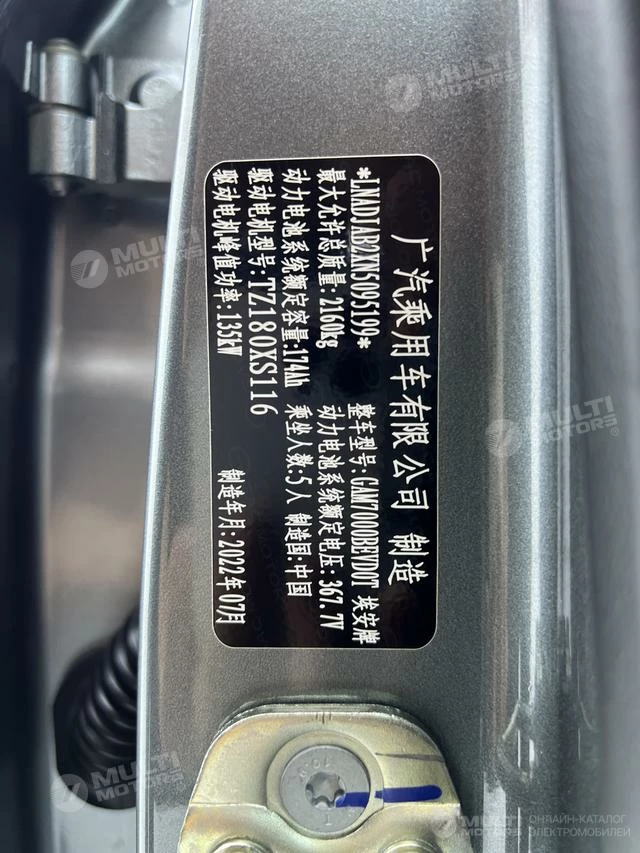 广汽乘用车有限公司 制造
*LNADJAB2XN5095199* 整车型号:GAM7000BEVD0T 埃安牌
最大允许总质量:2160kg 动力电池系统额定电压:367.7V
动力电池系统额定容量:174Ah 乘坐人数:5人 制造国:中国
驱动电机型号:TZ180XS116
驱动电机峰值功率:135kW 制造年月:2022年07月
MULTI MOTORS
MULTI MOTORS
MULTI MOTORS
MULTI MOTORS
MULTI MOTORS
ОНЛАЙН-КАТАЛОГ
ЭЛЕКТРОМОБИЛЕЙ